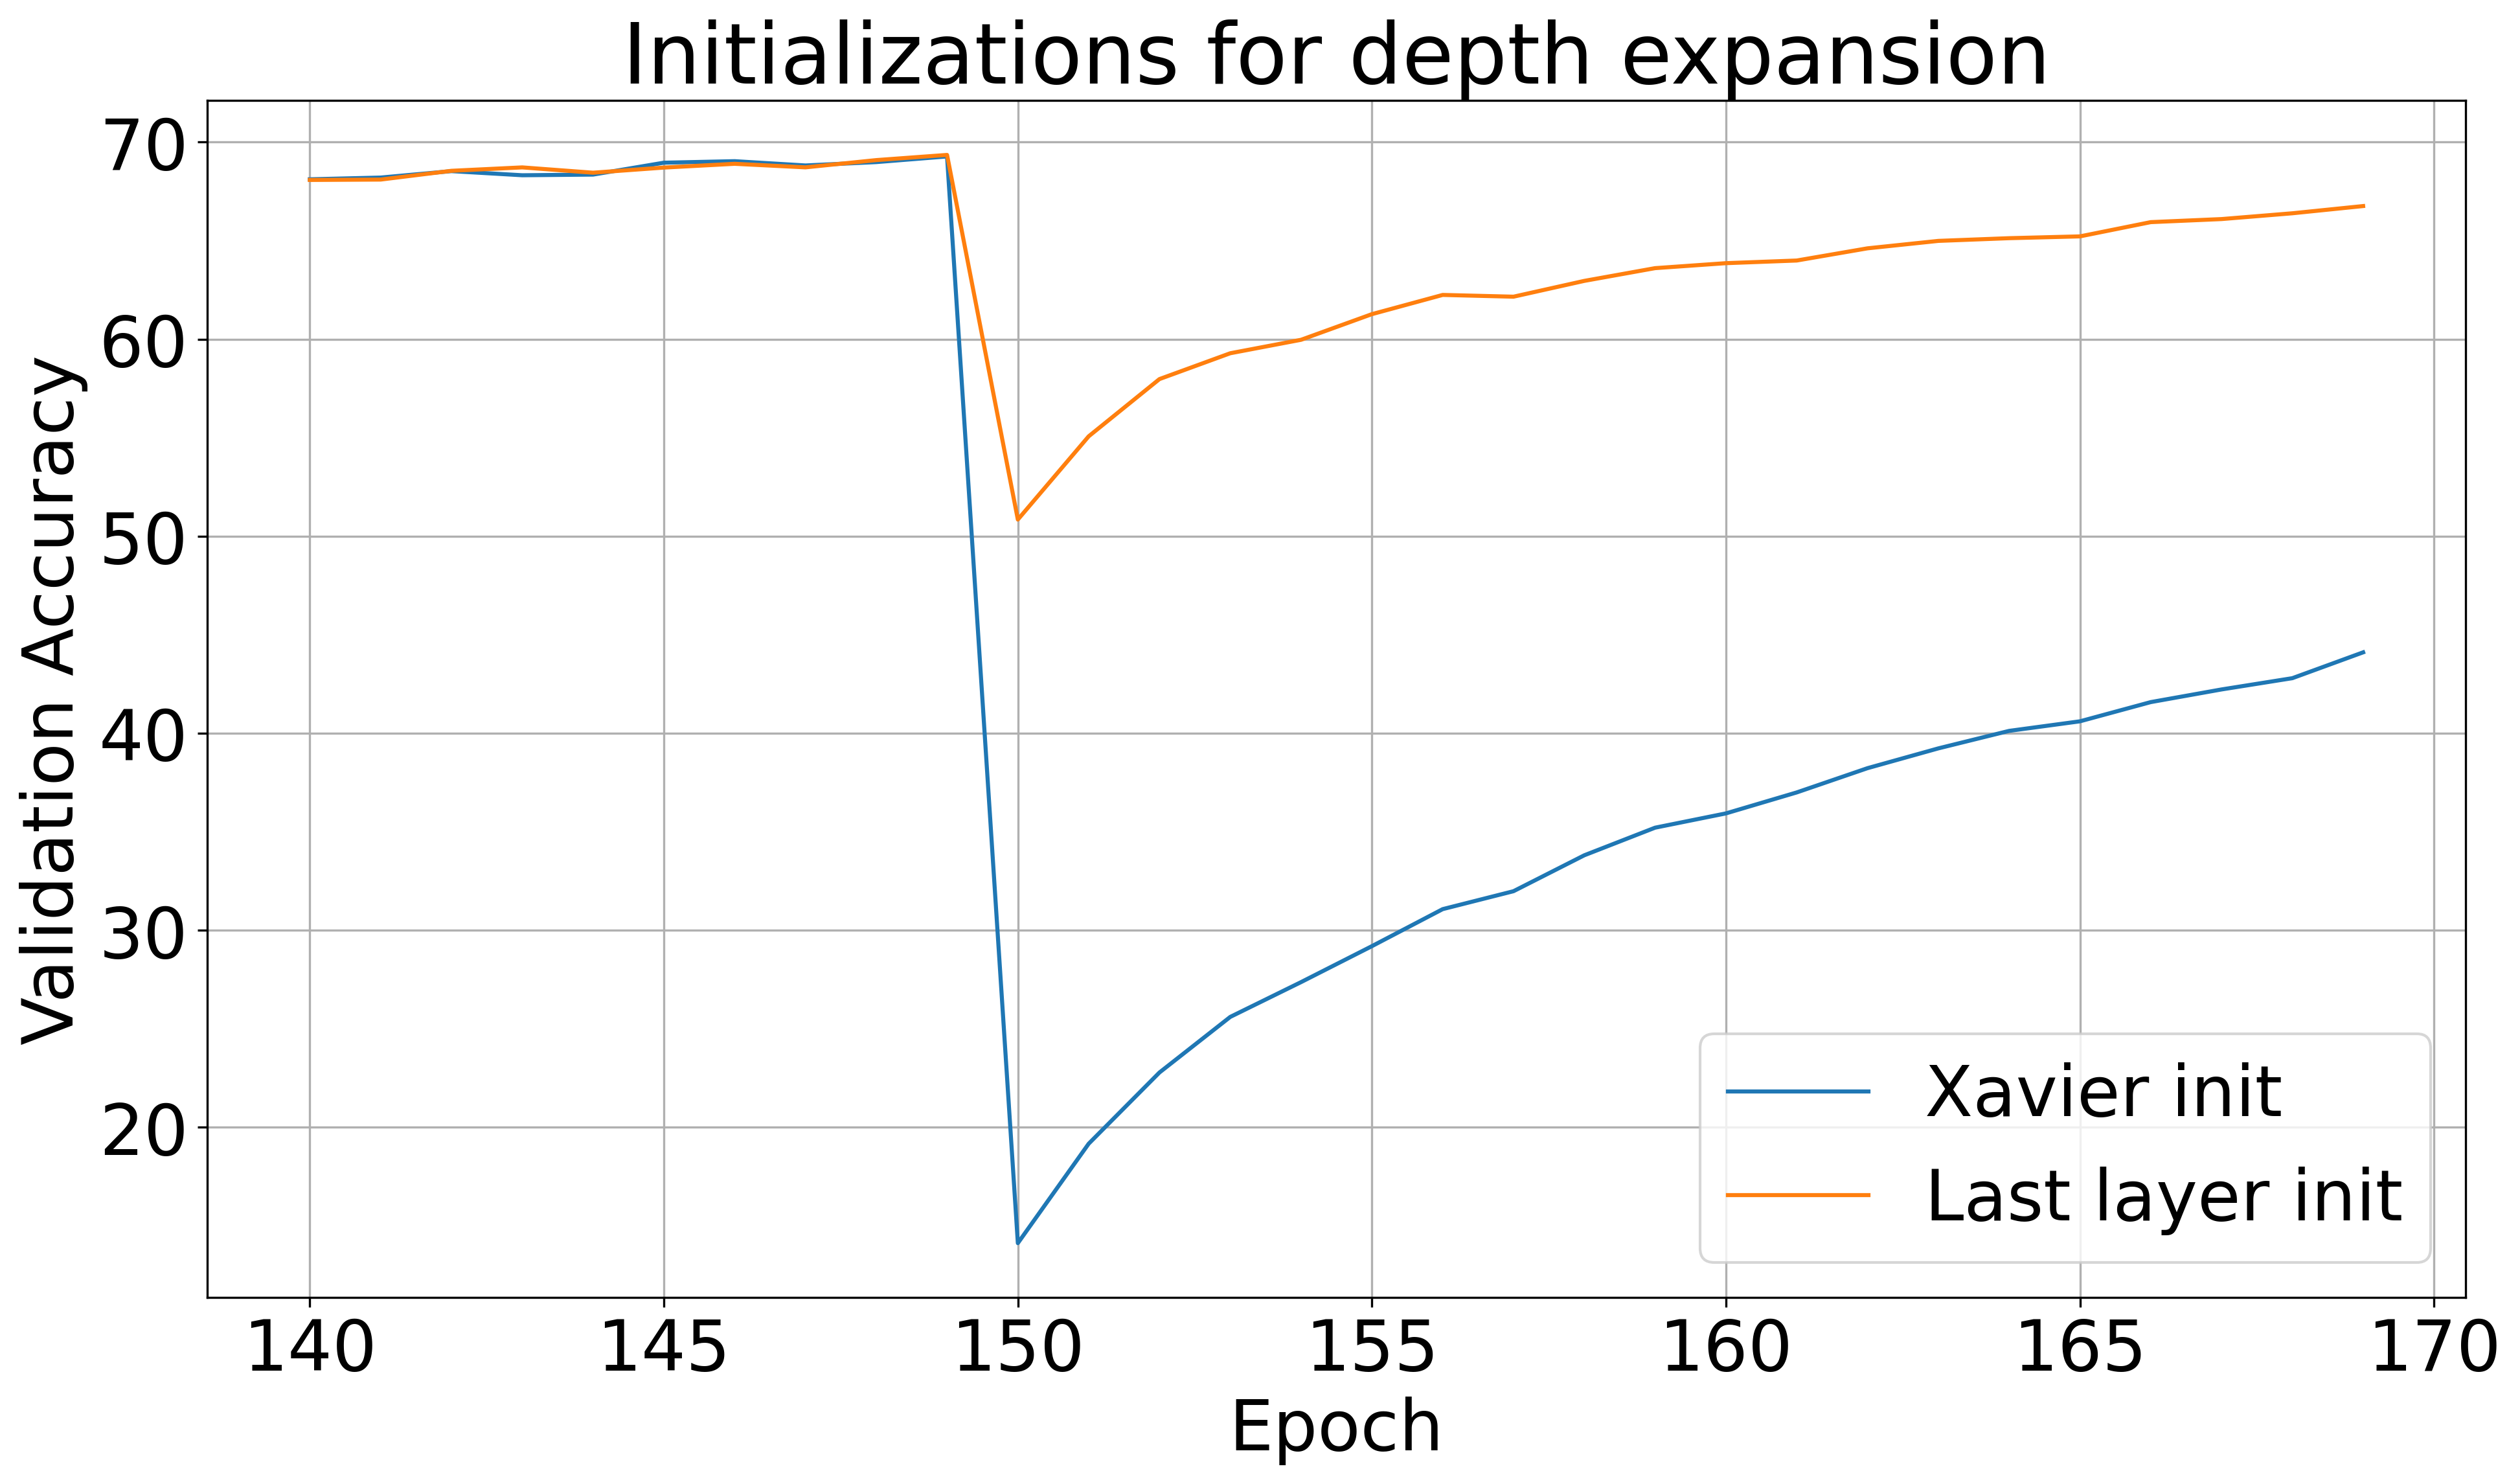 Initializations for depth expansion
Validation Accuracy
70
60
50
40
30
20
140 145 150 155 160 165 170
Epoch
Xavier init
Last layer init